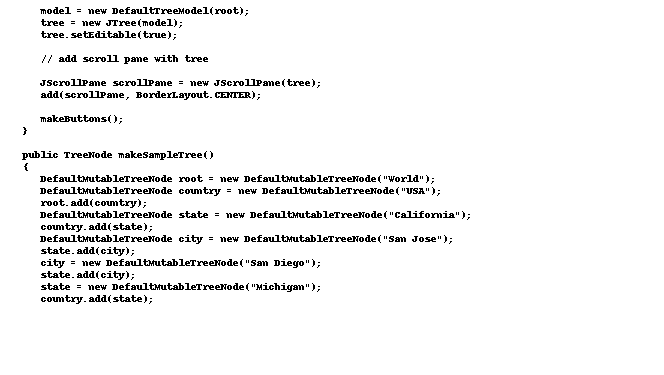 model = new DefaultTreeModel(root);
tree = new JTree(model);
tree.setEditable(true);
// add scroll pane with tree
JScrollPane scrollPane = new JScrollPane(tree);
add(scrollPane, BorderLayout.CENTER);
makeButtons();
}
public TreeNode makeSampleTree()
{
DefaultMutableTreeNode root = new DefaultMutableTreeNode("World");
DefaultMutableTreeNode country = new DefaultMutableTreeNode("USA");
root.add(country);
DefaultMutableTreeNode state = new DefaultMutableTreeNode("California");
country.add(state);
DefaultMutableTreeNode city = new DefaultMutableTreeNode("San Jose");
state.add(city);
city = new DefaultMutableTreeNode("San Diego");
state.add(city);
state = new DefaultMutableTreeNode("Michigan");
country.add(state);